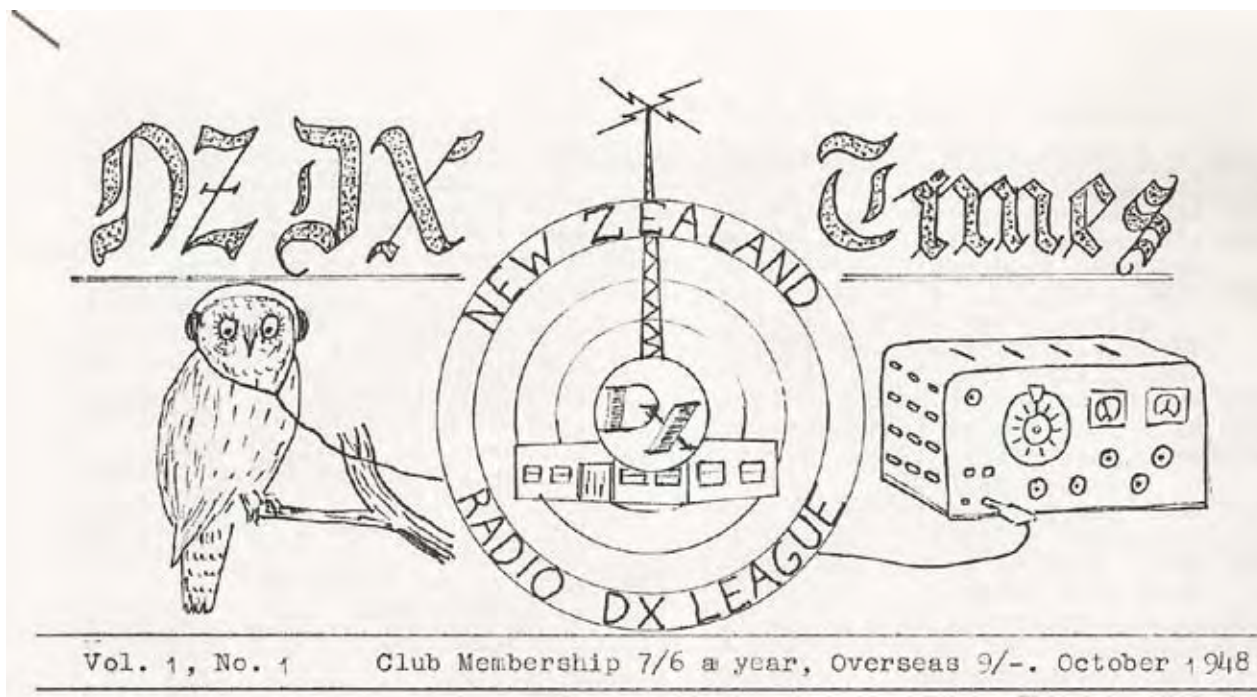 NZDX Times
NEW ZEALAND
DX
RADIO DX LEAGUE
Vol. 1, No. 1 Club Membership 7/6 a year, Overseas 9/-. October 1948